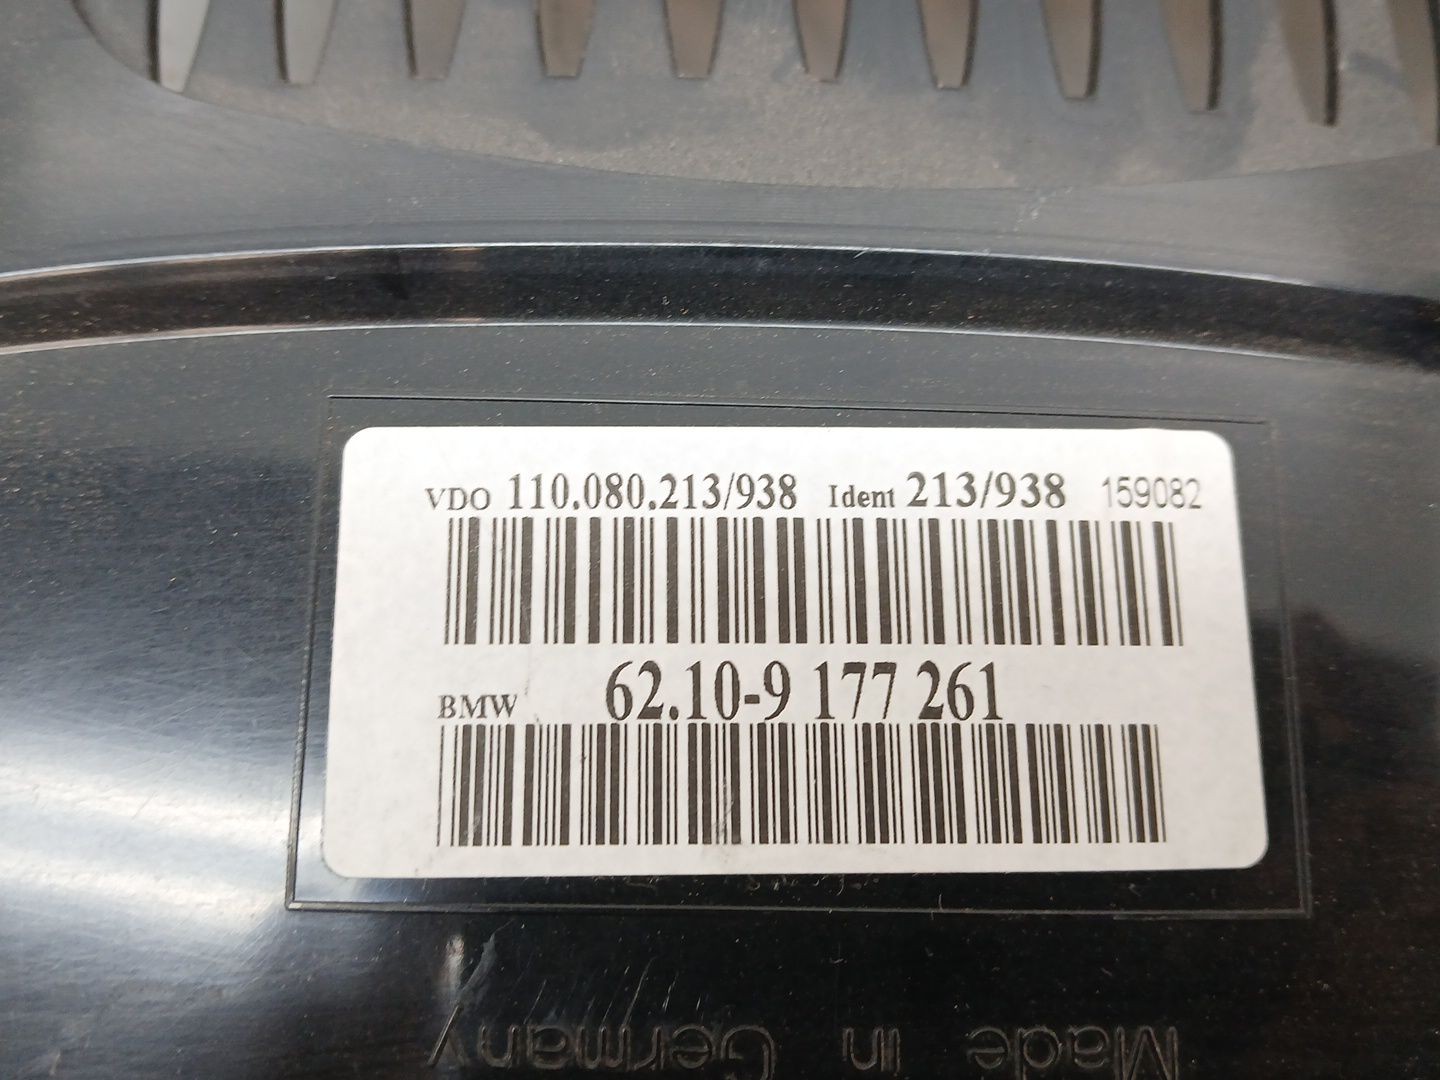 VDO 110.080.213/938 Ident 213/938 159082
BMW 62.10-9 177 261
Made in Germany